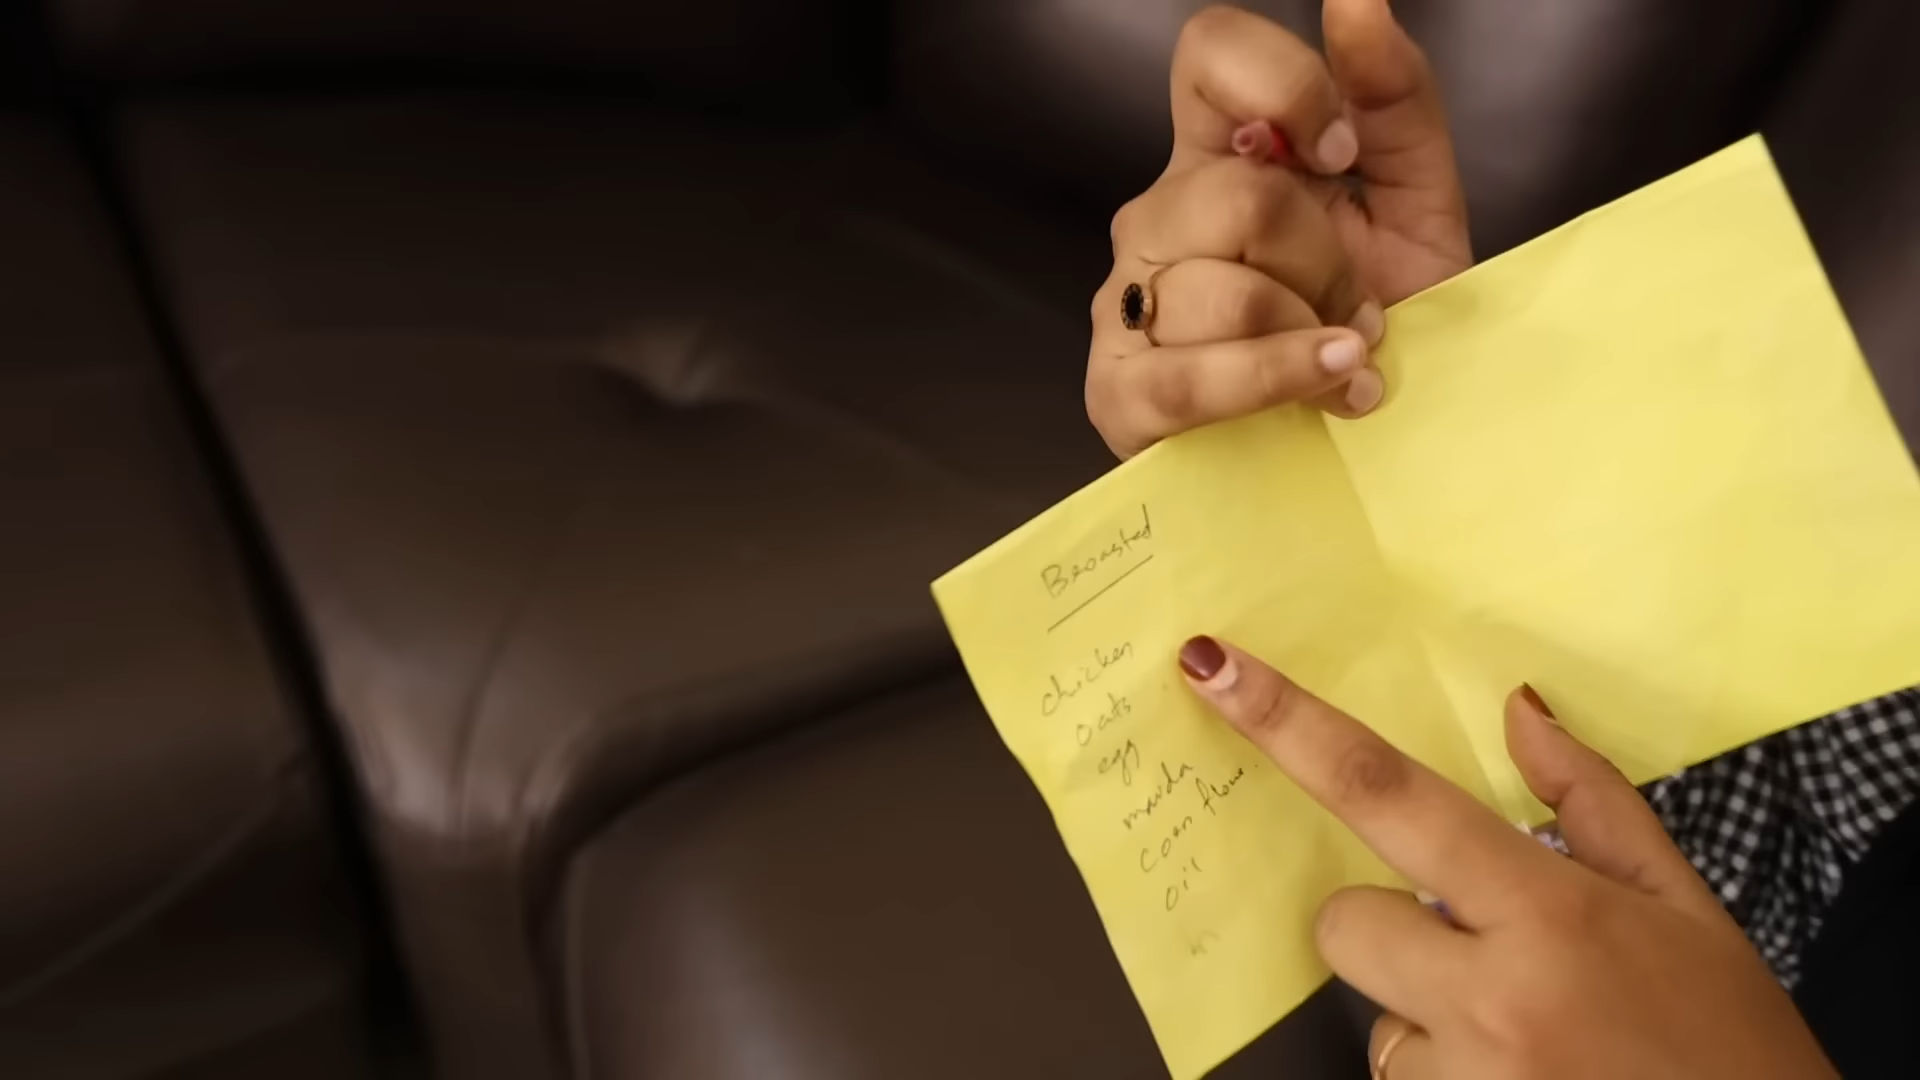 Broasted
chicken
oats
egg
maida
corn flour.
oil